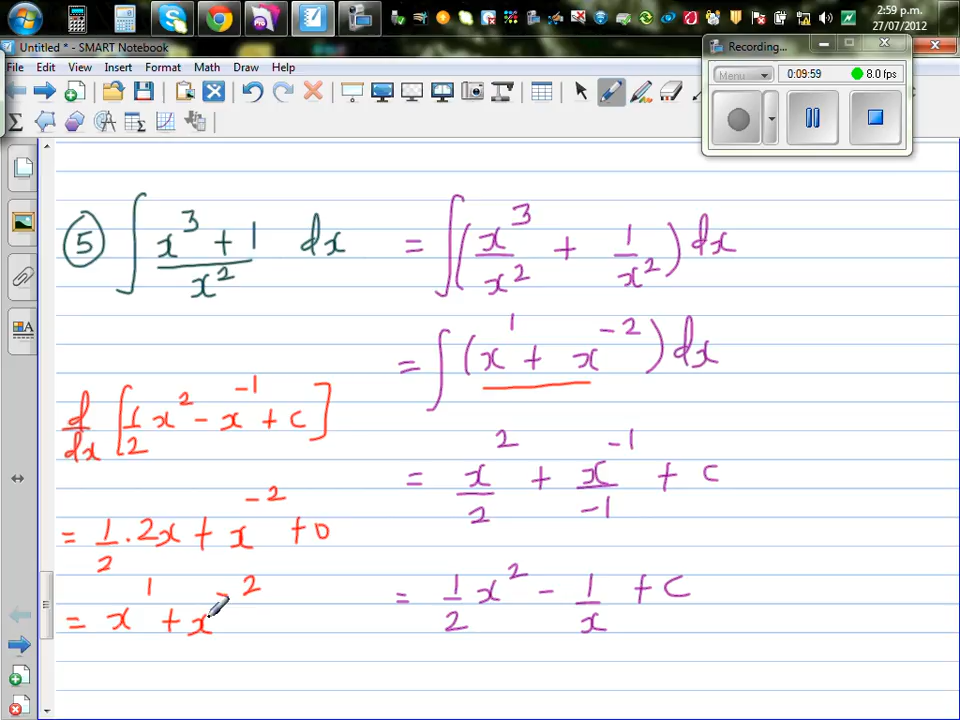 2:59 p.m.
27/07/2012
Untitled * - SMART Notebook
Recording...
File Edit View Insert Format Math Draw Help
Menu 0:09:59 8.0 fps
⑤ ∫ (x³ + 1)/x² dx = ∫ (x³/x² + 1/x²) dx
= ∫ (x¹ + x⁻²) dx
d/dx [1/2 x² - x⁻¹ + c]
= x²/2 + x⁻¹/-1 + c
= 1/2 . 2x + x⁻² + 0
= 1/2 x² - 1/x + c
= x¹ + x⁻²